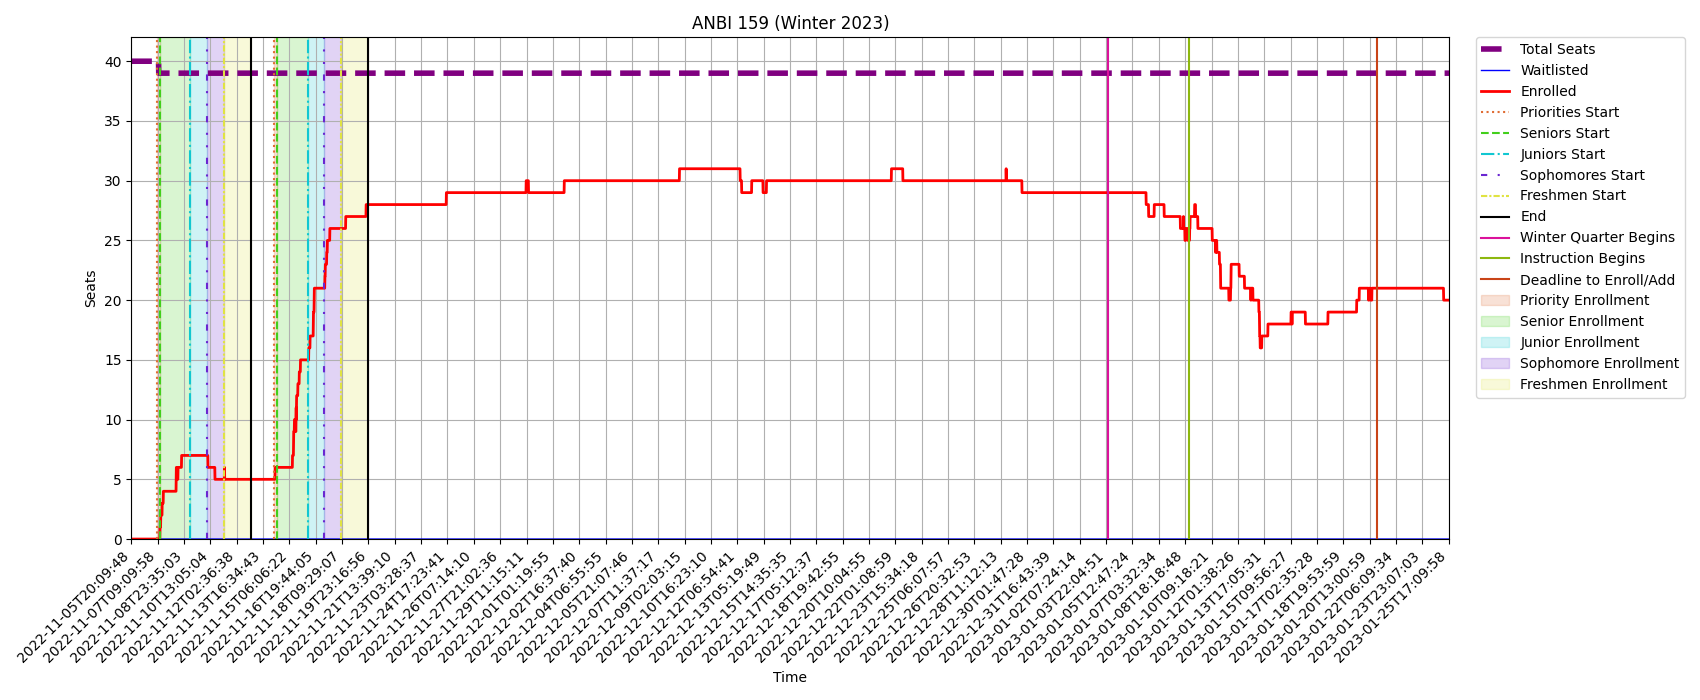 ANBI 159 (Winter 2023)
Seats
40
35
30
25
20
15
10
5
0
2022-11-05T20:09:48
2022-11-07T09:09:58
2022-11-08T23:35:03
2022-11-10T13:05:04
2022-11-12T02:36:38
2022-11-13T16:34:43
2022-11-15T06:06:22
2022-11-16T19:44:05
2022-11-18T09:29:07
2022-11-19T23:16:56
2022-11-21T13:39:10
2022-11-23T03:28:37
2022-11-24T17:23:41
2022-11-26T07:14:10
2022-11-27T21:02:36
2022-11-29T11:15:11
2022-12-01T01:19:55
2022-12-02T16:37:40
2022-12-04T06:55:55
2022-12-05T21:07:46
2022-12-07T11:37:17
2022-12-09T02:03:15
2022-12-10T16:23:10
2022-12-12T06:54:41
2022-12-13T05:19:49
2022-12-15T14:35:35
2022-12-17T05:12:37
2022-12-18T19:42:55
2022-12-20T10:04:55
2022-12-22T01:08:59
2022-12-23T15:34:18
2022-12-25T06:07:57
2022-12-26T20:32:53
2022-12-28T11:12:13
2022-12-30T01:47:28
2022-12-31T16:43:39
2023-01-02T07:24:14
2023-01-03T22:04:51
2023-01-05T12:47:24
2023-01-07T03:32:34
2023-01-08T18:18:48
2023-01-10T09:18:21
2023-01-12T01:38:26
2023-01-13T17:05:31
2023-01-15T09:56:27
2023-01-17T02:35:28
2023-01-18T19:53:59
2023-01-20T13:00:59
2023-01-22T06:09:34
2023-01-23T23:07:03
2023-01-25T17:09:58
Time
Total Seats
Waitlisted
Enrolled
Priorities Start
Seniors Start
Juniors Start
Sophomores Start
Freshmen Start
End
Winter Quarter Begins
Instruction Begins
Deadline to Enroll/Add
Priority Enrollment
Senior Enrollment
Junior Enrollment
Sophomore Enrollment
Freshmen Enrollment